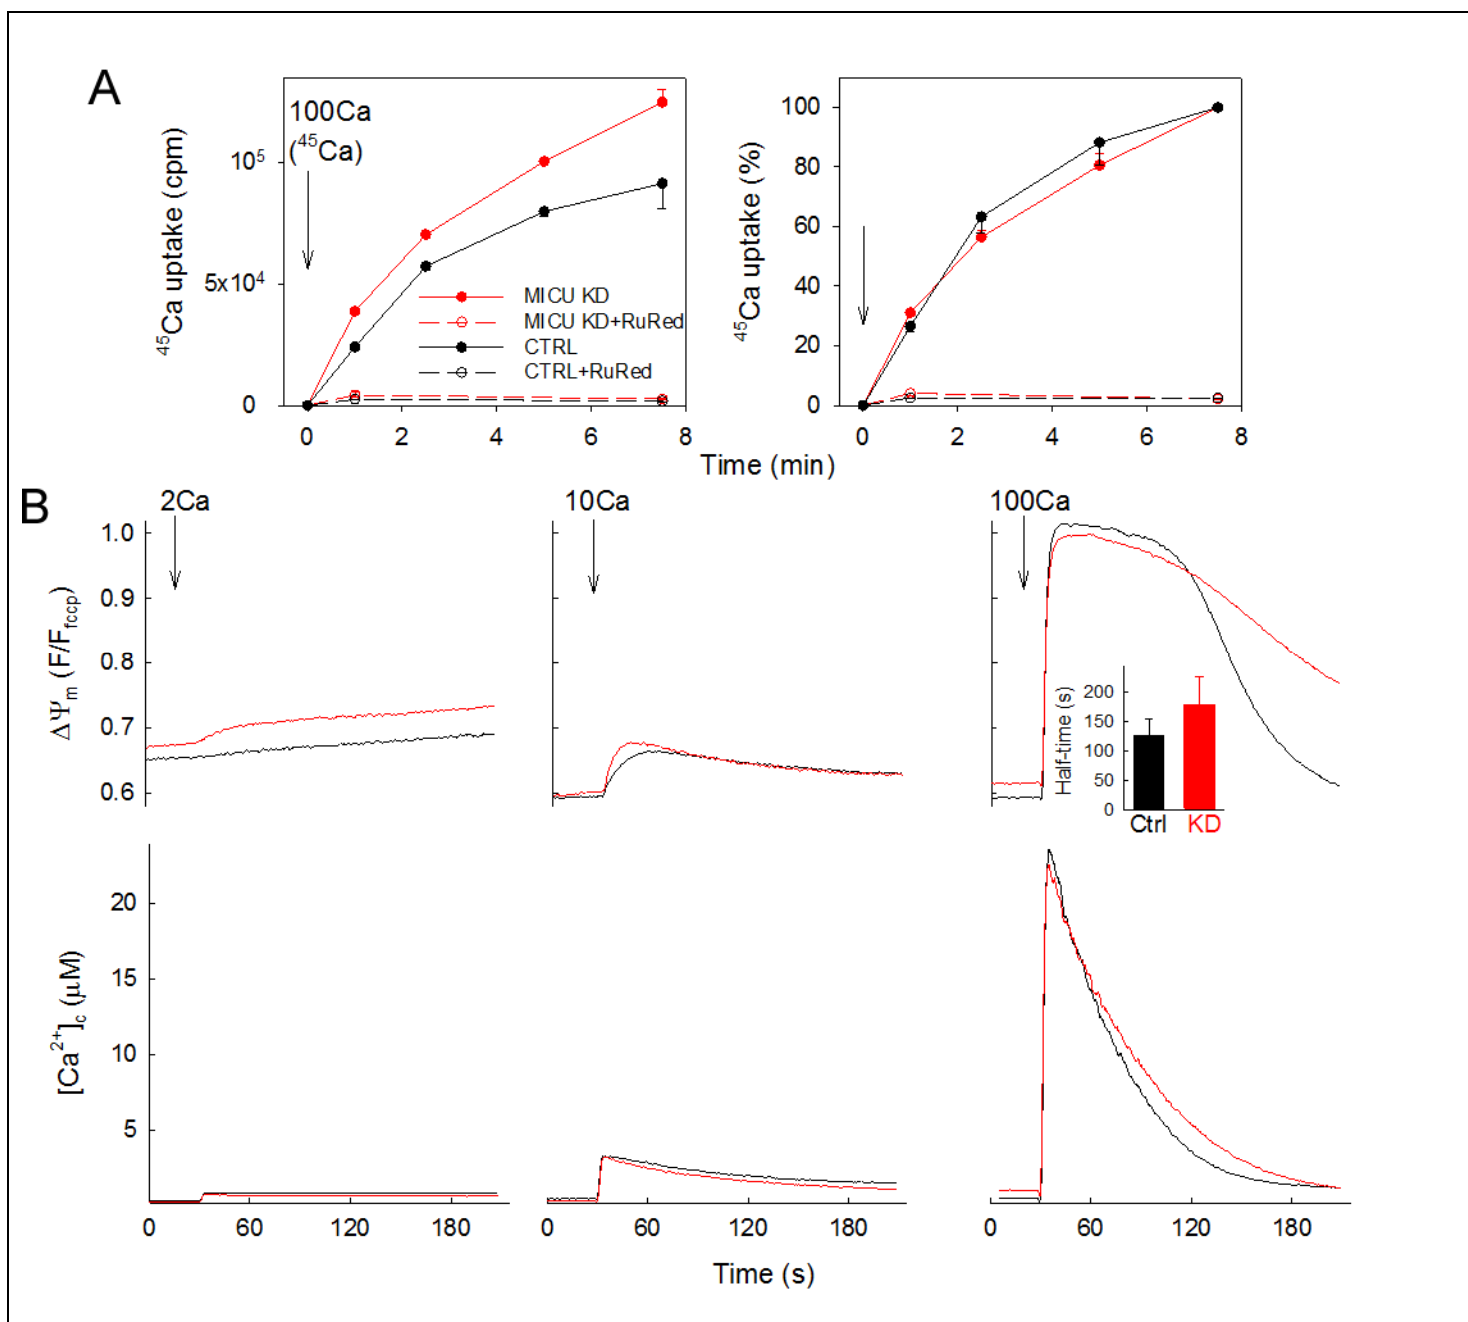 A
100Ca
(⁴⁵Ca)
⁴⁵Ca uptake (cpm)
10⁵
5x10⁴
0
MICU KD
MICU KD+RuRed
CTRL
CTRL+RuRed
0 2 4 6 8
⁴⁵Ca uptake (%)
100
80
60
40
20
0
0 2 4 6 8
Time (min)
B
2Ca
10Ca
100Ca
ΔΨm (F/Ffccp)
1.0
0.9
0.8
0.7
0.6
Half-time (s)
200
150
100
50
0
Ctrl KD
[Ca²⁺]c (μM)
20
15
10
5
0 60 120 180
0 60 120 180
0 60 120 180
Time (s)